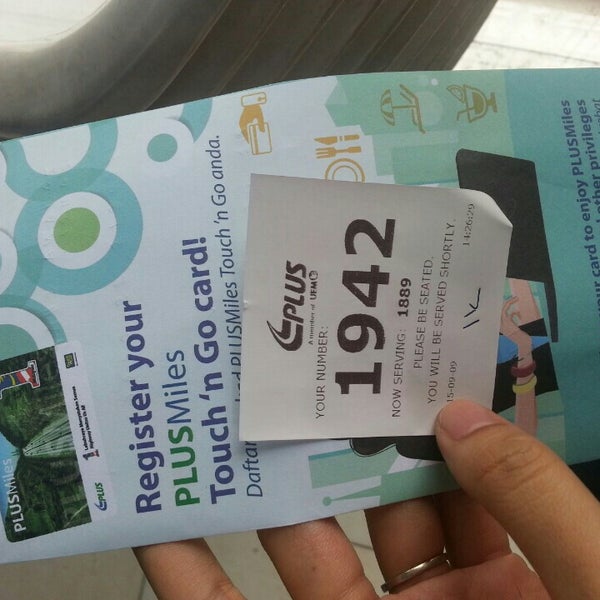 Register your
PLUSMiles
Touch 'n Go card!
PLUSMiles Touch 'n Go anda.
PLUSMiles
PLUS
PLUS
A member of UEM
YOUR NUMBER:
1942
NOW SERVING: 1889
PLEASE BE SEATED.
YOU WILL BE SERVED SHORTLY.
15-09-09 14:26:29
your card to enjoy PLUSMiles
other privileges